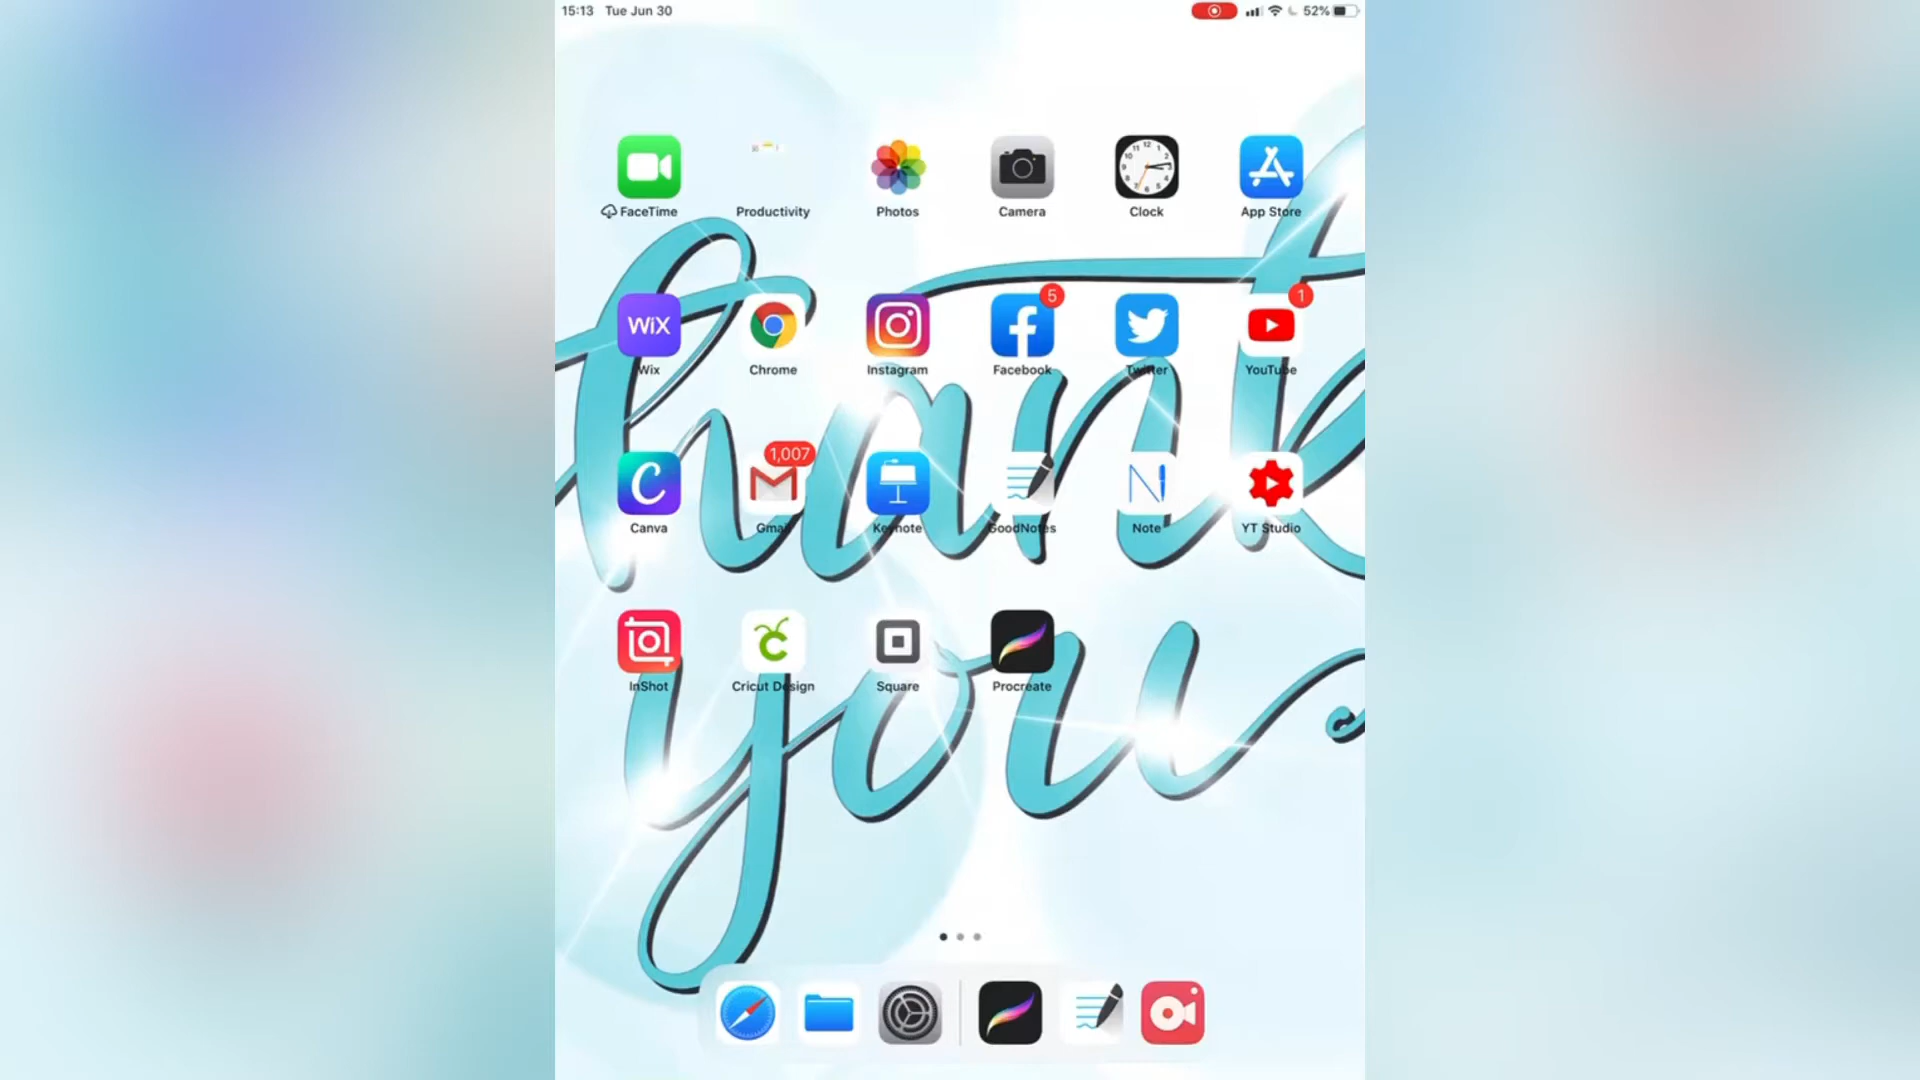 15:13 Tue Jun 30 52%
FaceTime Productivity Photos Camera Clock App Store
5 1
WiX
Wix Chrome Instagram Facebook Twitter YouTube
1,007
Canva Gmail Keynote GoodNotes Note YT Studio
InShot Cricut Design Square Procreate
thank
you